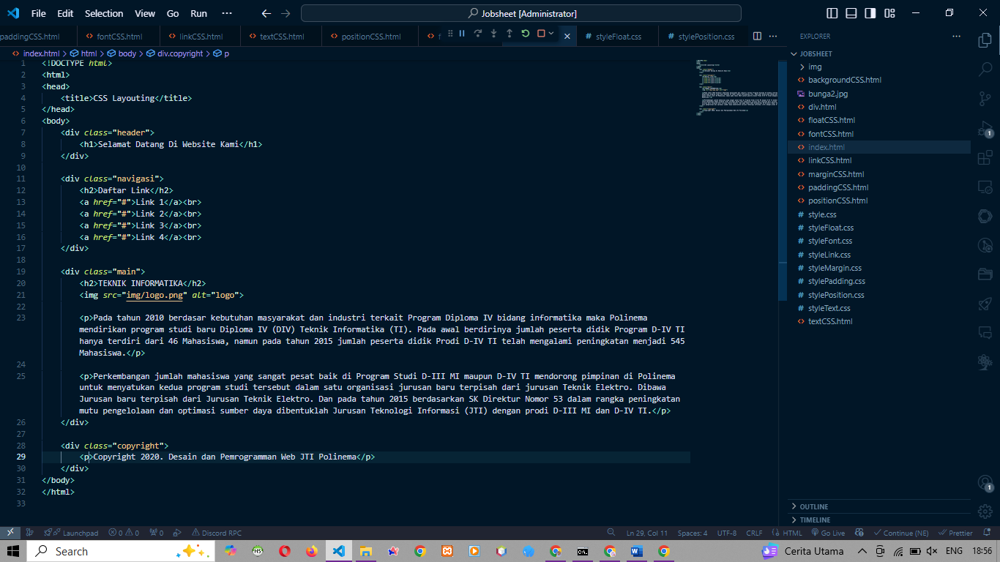 File Edit Selection View Go Run ··· Jobsheet [Administrator]
paddingCSS.html fontCSS.html linkCSS.html textCSS.html positionCSS.html f styleFloat.css stylePosition.css
index.html > html > body > div.copyright > p
1 <!DOCTYPE html>
2 <html>
3 <head>
4 <title>CSS Layouting</title>
5 </head>
6 <body>
7 <div class="header">
8 <h1>Selamat Datang Di Website Kami</h1>
9 </div>
10
11 <div class="navigasi">
12 <h2>Daftar Link</h2>
13 <a href="#">Link 1</a><br>
14 <a href="#">Link 2</a><br>
15 <a href="#">Link 3</a><br>
16 <a href="#">Link 4</a><br>
17 </div>
18
19 <div class="main">
20 <h2>TEKNIK INFORMATIKA</h2>
21 <img src="img/logo.png" alt="logo">
22
23 <p>Pada tahun 2010 berdasar kebutuhan masyarakat dan industri terkait Program Diploma IV bidang informatika maka Polinema
mendirikan program studi baru Diploma IV (DIV) Teknik Informatika (TI). Pada awal berdirinya jumlah peserta didik Program D-IV TI
hanya terdiri dari 46 Mahasiswa, namun pada tahun 2015 jumlah peserta didik Prodi D-IV TI telah mengalami peningkatan menjadi 545
Mahasiswa.</p>
24
25 <p>Perkembangan jumlah mahasiswa yang sangat pesat baik di Program Studi D-III MI maupun D-IV TI mendorong pimpinan di Polinema
untuk menyatukan kedua program studi tersebut dalam satu organisasi jurusan baru terpisah dari jurusan Teknik Elektro. Dibawa
Jurusan baru terpisah dari Jurusan Teknik Elektro. Dan pada tahun 2015 berdasarkan SK Direktur Nomor 53 dalam rangka peningkatan
mutu pengelolaan dan optimasi sumber daya dibentuklah Jurusan Teknologi Informasi (JTI) dengan prodi D-III MI dan D-IV TI.</p>
26 </div>
27
28 <div class="copyright">
29 <p>Copyright 2020. Desain dan Pemrogramman Web JTI Polinema</p>
30 </div>
31 </body>
32 </html>
33
EXPLORER ···
JOBSHEET
img
backgroundCSS.html
bunga2.jpg
div.html
floatCSS.html
fontCSS.html
index.html
linkCSS.html
marginCSS.html
paddingCSS.html
positionCSS.html
style.css
styleFloat.css
styleFont.css
styleLink.css
styleMargin.css
stylePadding.css
stylePosition.css
styleText.css
textCSS.html
OUTLINE
TIMELINE
1
1
Launchpad 0 0 0 Discord RPC Ln 29, Col 11 Spaces: 4 UTF-8 CRLF HTML Go Live Continue (NE) Prettier
Search Cerita Utama ENG 18:56